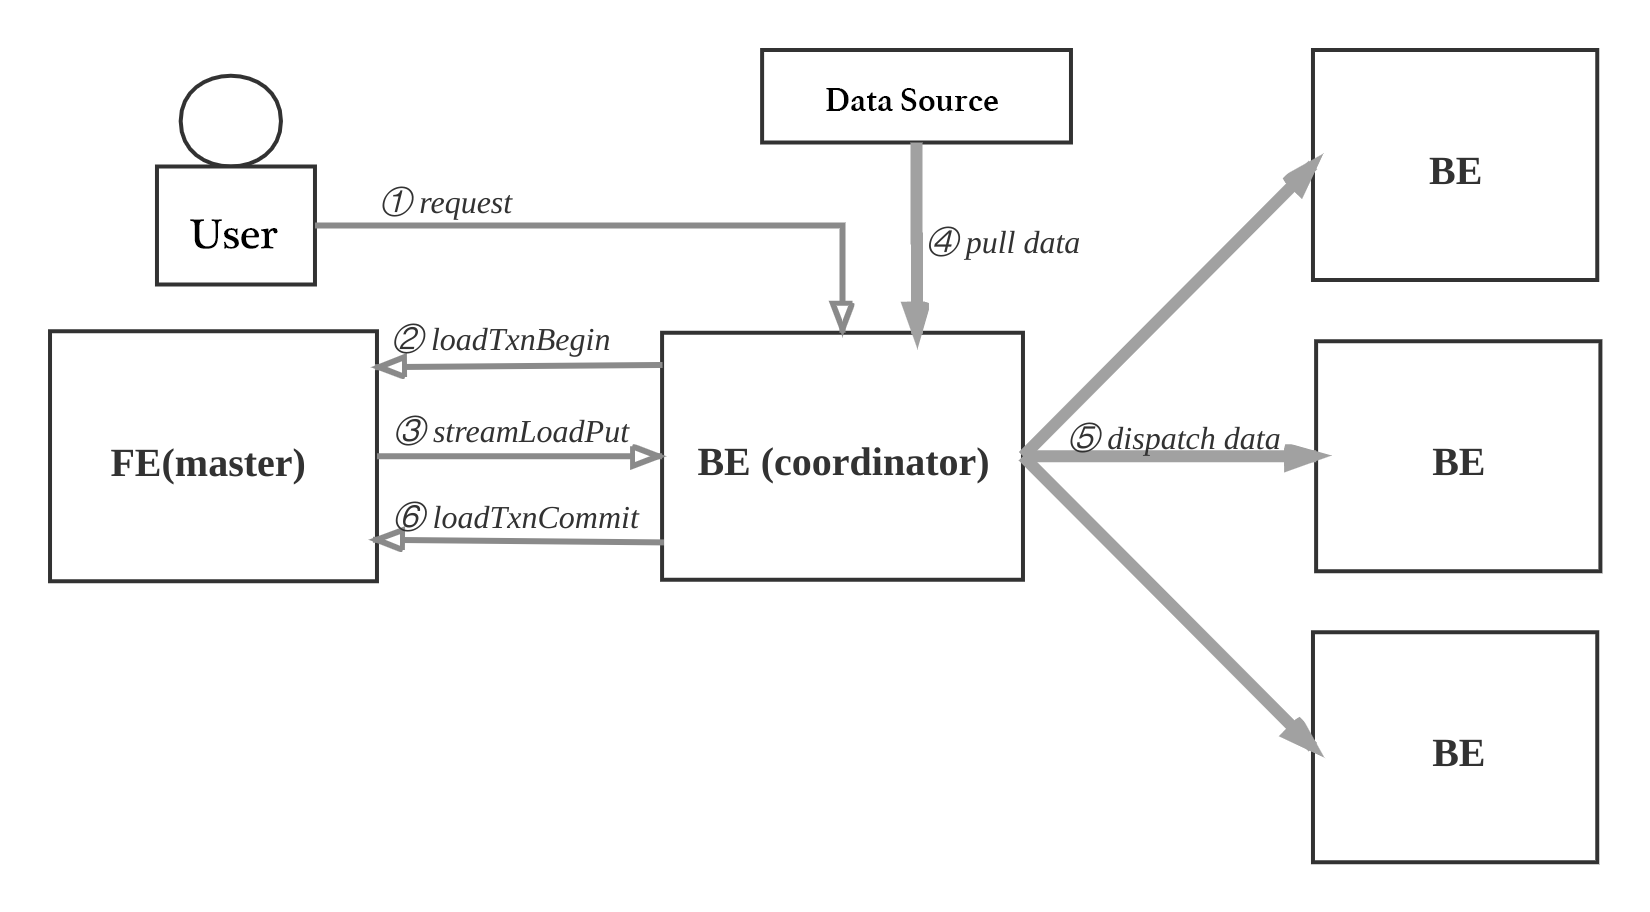 Data Source
BE
User
① request
④ pull data
② loadTxnBegin
③ streamLoadPut
⑤ dispatch data
FE(master)
BE (coordinator)
BE
⑥ loadTxnCommit
BE